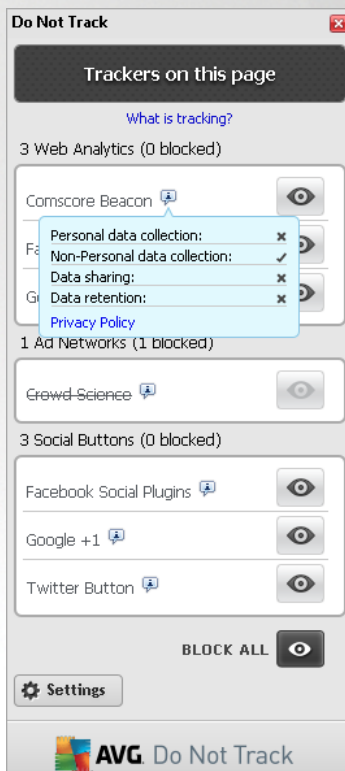 Do Not Track
Trackers on this page
What is tracking?
3 Web Analytics (0 blocked)
Comscore Beacon
Personal data collection:
Non-Personal data collection:
Data sharing:
Data retention:
Privacy Policy
1 Ad Networks (1 blocked)
Crowd Science
3 Social Buttons (0 blocked)
Facebook Social Plugins
Google +1
Twitter Button
BLOCK ALL
Settings
AVG. Do Not Track